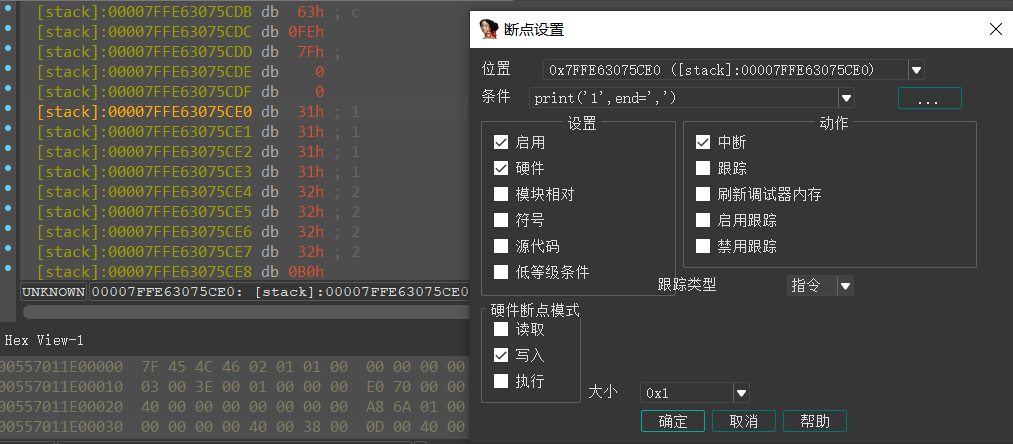 [stack]:00007FFE63075CDB db 63h ; c
[stack]:00007FFE63075CDC db 0FEh
[stack]:00007FFE63075CDD db 7Fh ;
[stack]:00007FFE63075CDE db 0
[stack]:00007FFE63075CDF db 0
[stack]:00007FFE63075CE0 db 31h ; 1
[stack]:00007FFE63075CE1 db 31h ; 1
[stack]:00007FFE63075CE2 db 31h ; 1
[stack]:00007FFE63075CE3 db 31h ; 1
[stack]:00007FFE63075CE4 db 32h ; 2
[stack]:00007FFE63075CE5 db 32h ; 2
[stack]:00007FFE63075CE6 db 32h ; 2
[stack]:00007FFE63075CE7 db 32h ; 2
[stack]:00007FFE63075CE8 db 0B0h
UNKNOWN 00007FFE63075CE0: [stack]:00007FFE63075CE0
Hex View-1
00557011E00000 7F 45 4C 46 02 01 01 00 00 00 00 00
00557011E00010 03 00 3E 00 01 00 00 00 E0 70 00 00
00557011E00020 40 00 00 00 00 00 00 00 A8 6A 01 00
00557011E00030 00 00 00 00 40 00 38 00 0D 00 40 00
断点设置
位置 0x7FFE63075CE0 ([stack]:00007FFE63075CE0)
条件 print('1',end=',') ...
设置
启用
硬件
模块相对
符号
源代码
低等级条件
动作
中断
跟踪
刷新调试器内存
启用跟踪
禁用跟踪
跟踪类型 指令
硬件断点模式
读取
写入
执行
大小 0x1
确定 取消 帮助